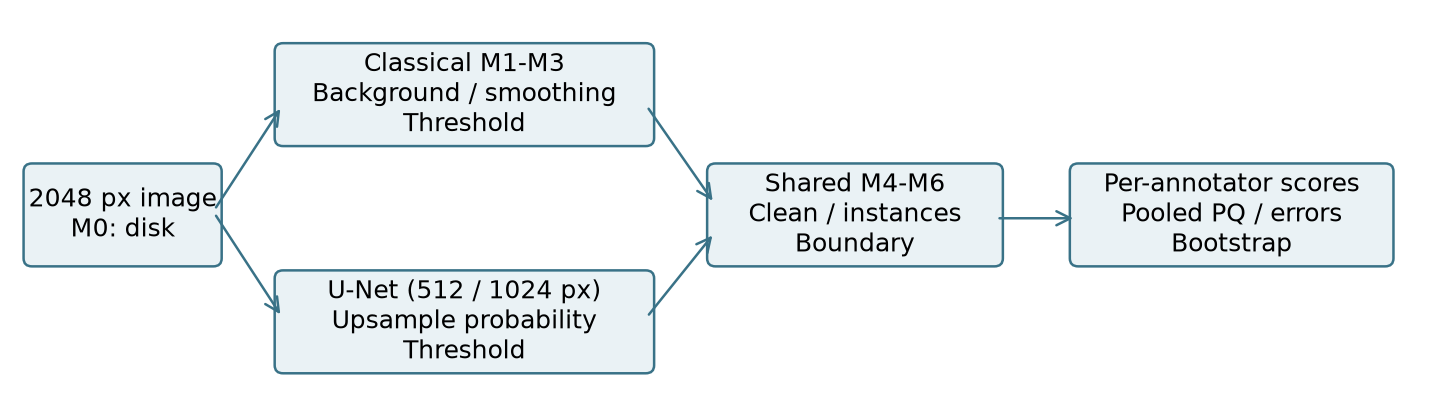 2048 px image
M0: disk
Classical M1-M3
Background / smoothing
Threshold
U-Net (512 / 1024 px)
Upsample probability
Threshold
Shared M4-M6
Clean / instances
Boundary
Per-annotator scores
Pooled PQ / errors
Bootstrap